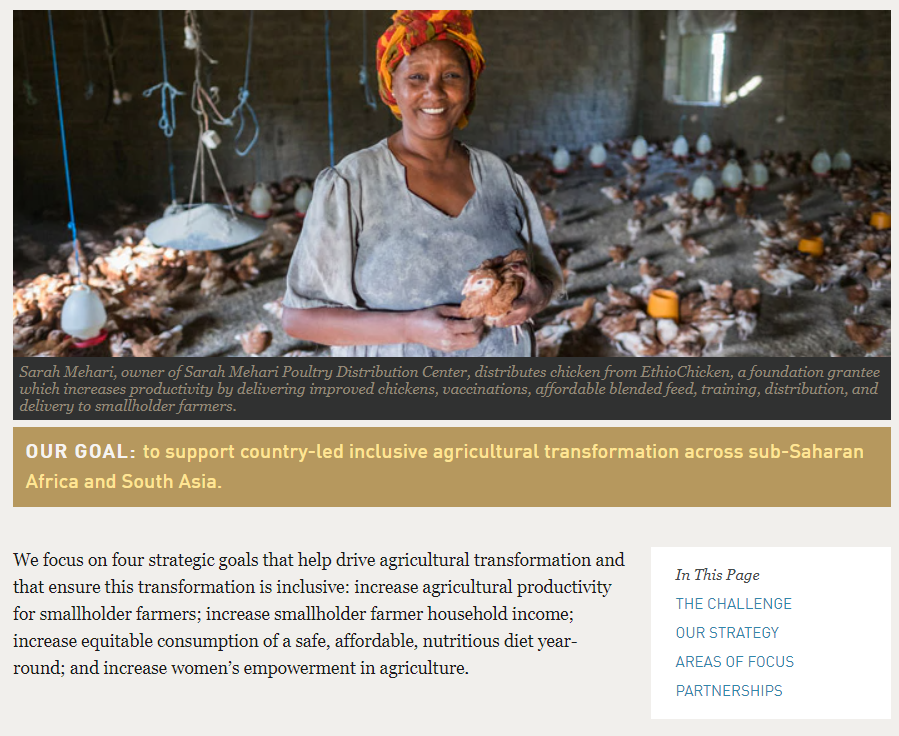 Sarah Mehari, owner of Sarah Mehari Poultry Distribution Center, distributes chicken from EthioChicken, a foundation grantee
which increases productivity by delivering improved chickens, vaccinations, affordable blended feed, training, distribution, and
delivery to smallholder farmers.
OUR GOAL: to support country-led inclusive agricultural transformation across sub-Saharan
Africa and South Asia.
We focus on four strategic goals that help drive agricultural transformation and
that ensure this transformation is inclusive: increase agricultural productivity
for smallholder farmers; increase smallholder farmer household income;
increase equitable consumption of a safe, affordable, nutritious diet year-
round; and increase women’s empowerment in agriculture.
In This Page
THE CHALLENGE
OUR STRATEGY
AREAS OF FOCUS
PARTNERSHIPS